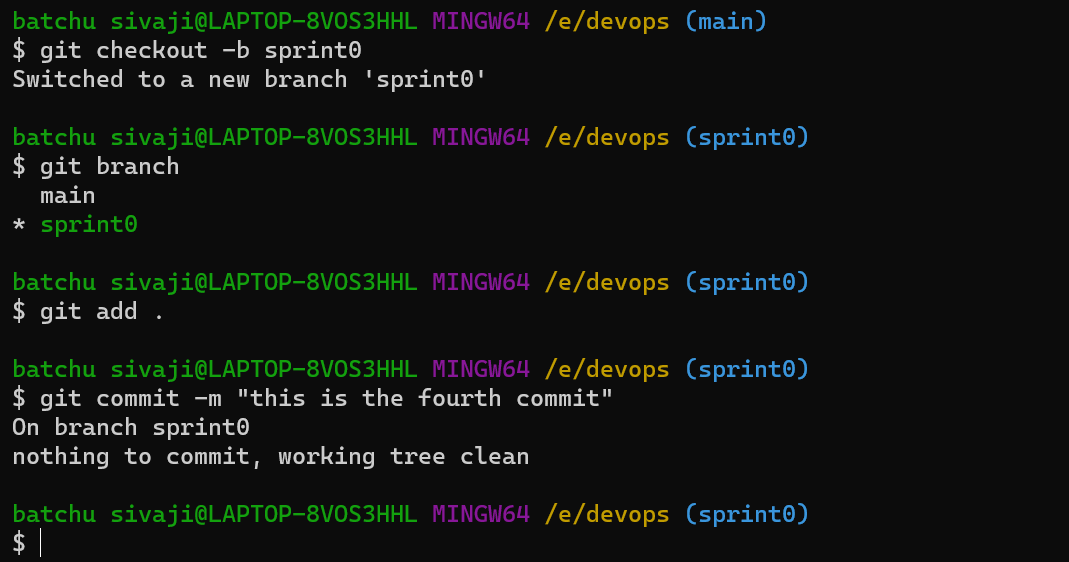 batchu sivaji@LAPTOP-8VOS3HHL MINGW64 /e/devops (main)
$ git checkout -b sprint0
Switched to a new branch 'sprint0'
batchu sivaji@LAPTOP-8VOS3HHL MINGW64 /e/devops (sprint0)
$ git branch
  main
* sprint0
batchu sivaji@LAPTOP-8VOS3HHL MINGW64 /e/devops (sprint0)
$ git add .
batchu sivaji@LAPTOP-8VOS3HHL MINGW64 /e/devops (sprint0)
$ git commit -m "this is the fourth commit"
On branch sprint0
nothing to commit, working tree clean
batchu sivaji@LAPTOP-8VOS3HHL MINGW64 /e/devops (sprint0)
$